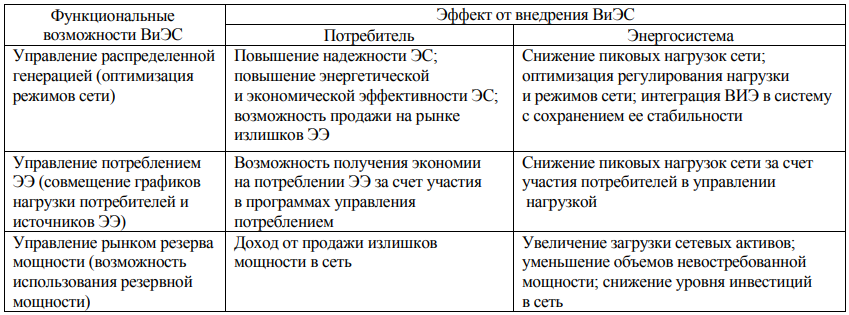 Функциональные
возможности ВиЭС
Эффект от внедрения ВиЭС
Потребитель
Энергосистема
Управление распределенной
генерацией (оптимизация
режимов сети)
Повышение надежности ЭС;
повышение энергетической
и экономической эффективности ЭС;
возможность продажи на рынке
излишков ЭЭ
Снижение пиковых нагрузок сети;
оптимизация регулирования нагрузки
и режимов сети; интеграция ВИЭ в систему
с сохранением ее стабильности
Управление потреблением
ЭЭ (совмещение графиков
нагрузки потребителей и
источников ЭЭ)
Возможность получения экономии
на потреблении ЭЭ за счет участия
в программах управления
потреблением
Снижение пиковых нагрузок сети за счет
участия потребителей в управлении
нагрузкой
Управление рынком резерва
мощности (возможность
использования резервной
мощности)
Доход от продажи излишков
мощности в сеть
Увеличение загрузки сетевых активов;
уменьшение объемов невостребованной
мощности; снижение уровня инвестиций
в сеть